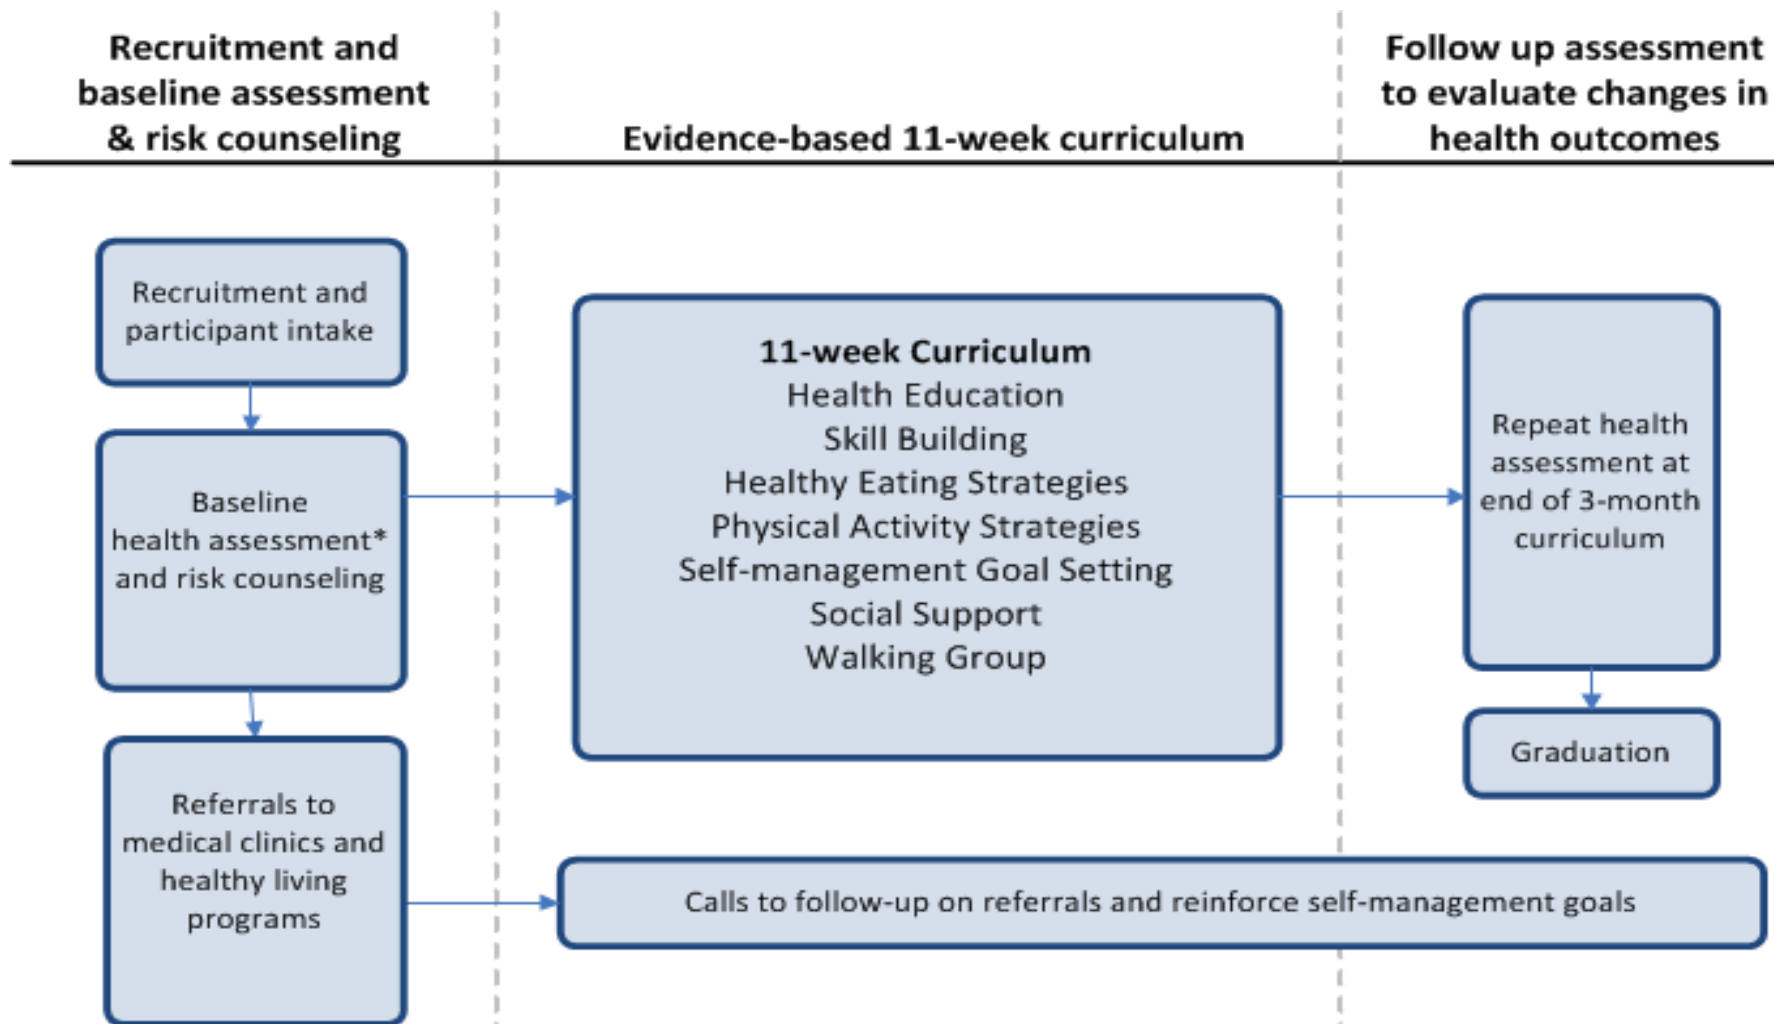 Recruitment and
baseline assessment
& risk counseling
Evidence-based 11-week curriculum
Follow up assessment
to evaluate changes in
health outcomes
Recruitment and
participant intake
Baseline
health assessment*
and risk counseling
Referrals to
medical clinics and
healthy living
programs
11-week Curriculum
Health Education
Skill Building
Healthy Eating Strategies
Physical Activity Strategies
Self-management Goal Setting
Social Support
Walking Group
Repeat health
assessment at
end of 3-month
curriculum
Graduation
Calls to follow-up on referrals and reinforce self-management goals